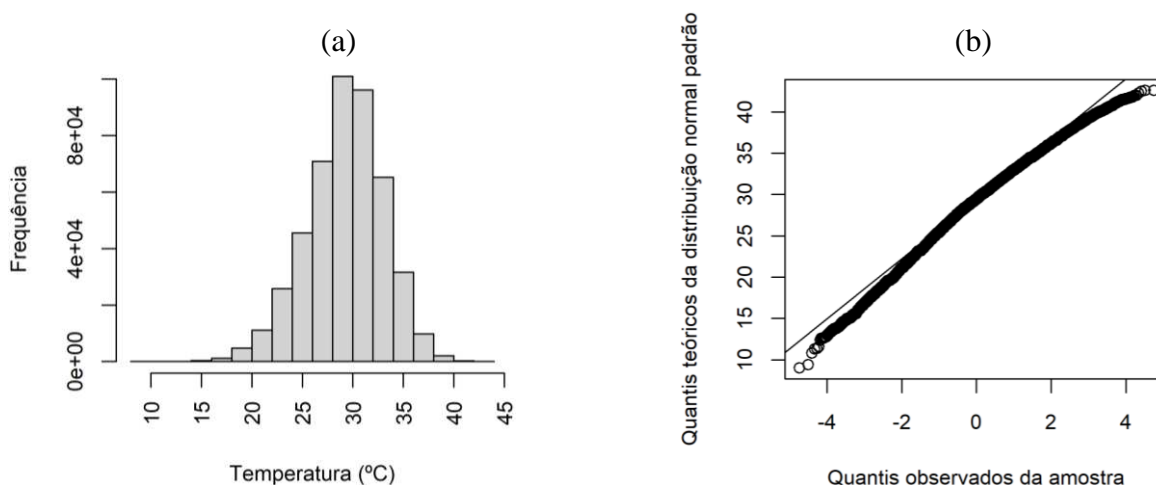 (a)
Frequência
8e+04
4e+04
0e+00
10 15 20 25 30 35 40 45
Temperatura (ºC)
(b)
Quantis teóricos da distribuição normal padrão
40
35
30
25
20
15
10
-4 -2 0 2 4
Quantis observados da amostra